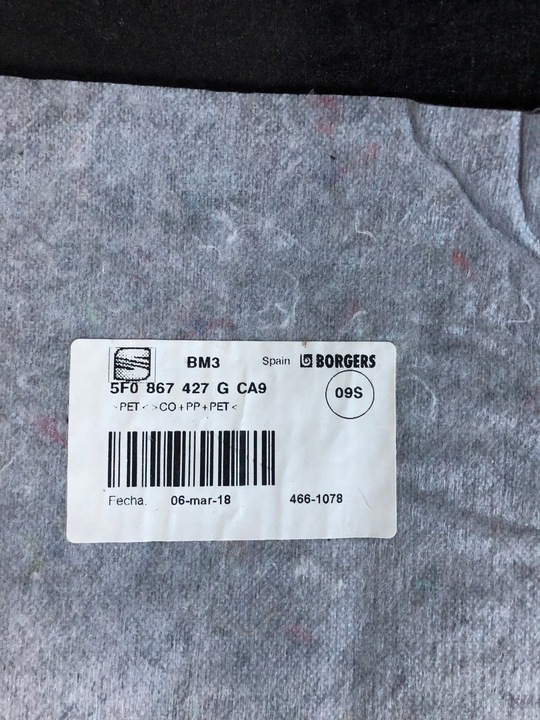 BM3 Spain BORGERS
5F0 867 427 G CA9
09S
>PET< >CO+PP+PET<
Fecha. 06-mar-18 466-1078